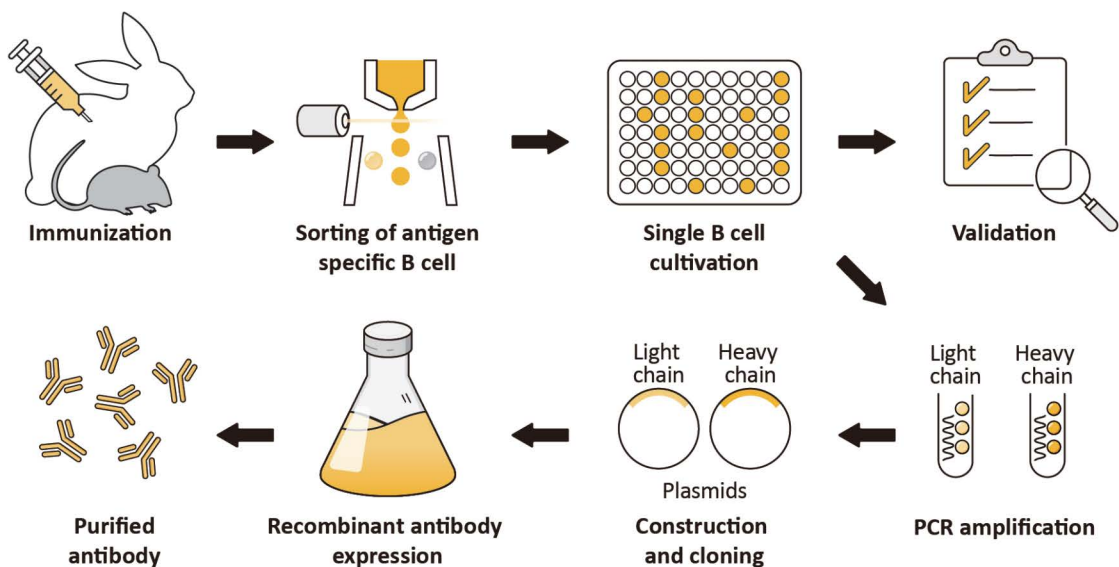 Immunization
Sorting of antigen
specific B cell
Single B cell
cultivation
Validation
Light
chain
Heavy
chain
PCR amplification
Light
chain
Heavy
chain
Plasmids
Construction
and cloning
Recombinant antibody
expression
Purified
antibody